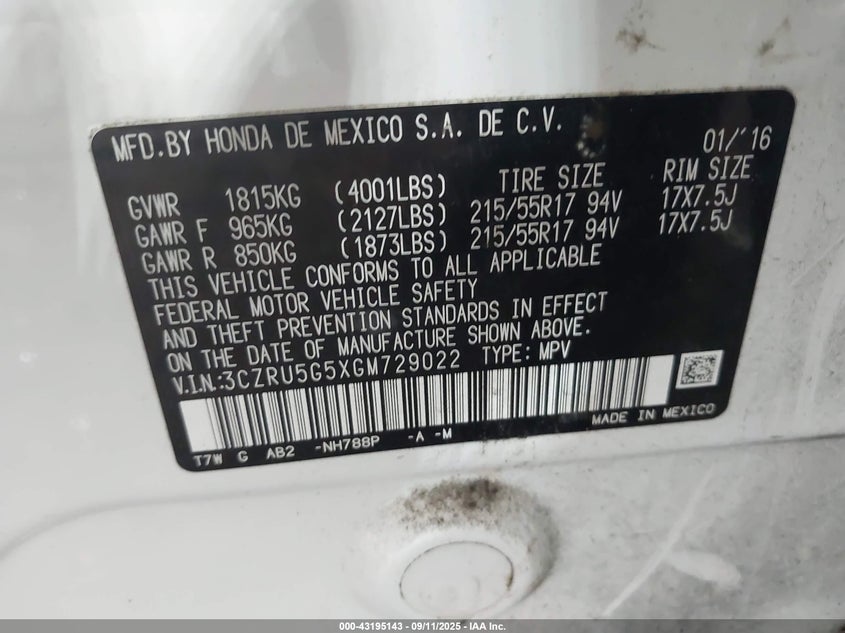 MFD.BY HONDA DE MEXICO S.A. DE C.V.
01/'16
GVWR 1815KG (4001LBS) TIRE SIZE RIM SIZE
GAWR F 965KG (2127LBS) 215/55R17 94V 17X7.5J
GAWR R 850KG (1873LBS) 215/55R17 94V 17X7.5J
THIS VEHICLE CONFORMS TO ALL APPLICABLE
FEDERAL MOTOR VEHICLE SAFETY
AND THEFT PREVENTION STANDARDS IN EFFECT
ON THE DATE OF MANUFACTURE SHOWN ABOVE.
V.I.N:3CZRU5G5XGM729022 TYPE: MPV
MADE IN MEXICO
T7W G AB2 -NH788P -A -M
000-43195143 - 09/11/2025 - IAA Inc.